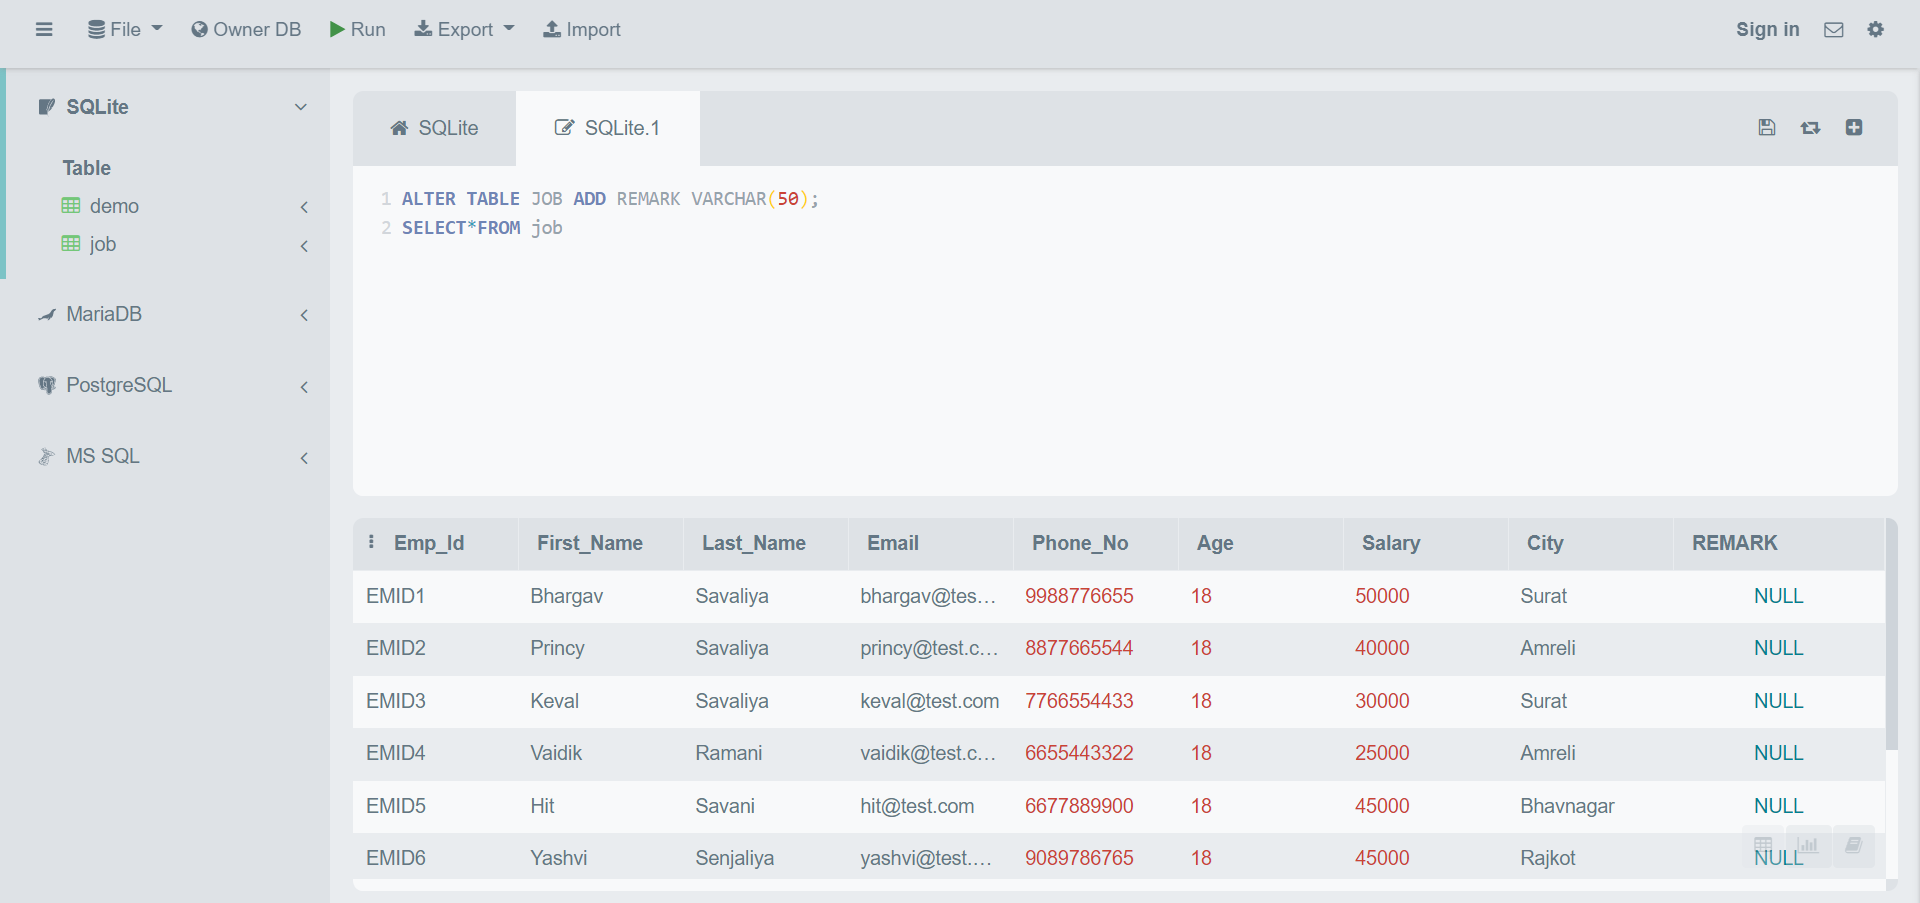 File Owner DB Run Export Import Sign in
SQLite
Table
demo
job
MariaDB
PostgreSQL
MS SQL
SQLite SQLite.1
1 ALTER TABLE JOB ADD REMARK VARCHAR(50);
2 SELECT*FROM job
Emp_Id First_Name Last_Name Email Phone_No Age Salary City REMARK
EMID1 Bhargav Savaliya bhargav@tes... 9988776655 18 50000 Surat NULL
EMID2 Princy Savaliya princy@test.c... 8877665544 18 40000 Amreli NULL
EMID3 Keval Savaliya keval@test.com 7766554433 18 30000 Surat NULL
EMID4 Vaidik Ramani vaidik@test.c... 6655443322 18 25000 Amreli NULL
EMID5 Hit Savani hit@test.com 6677889900 18 45000 Bhavnagar NULL
EMID6 Yashvi Senjaliya yashvi@test.... 9089786765 18 45000 Rajkot NULL